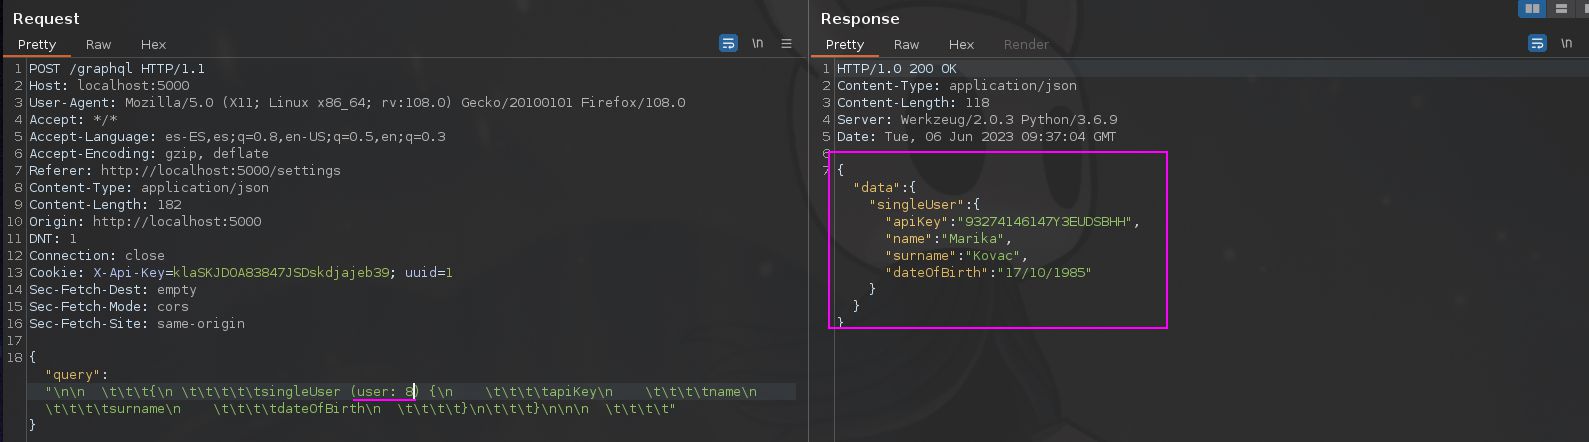 Request
Pretty Raw Hex \n
1 POST /graphql HTTP/1.1
2 Host: localhost:5000
3 User-Agent: Mozilla/5.0 (X11; Linux x86_64; rv:108.0) Gecko/20100101 Firefox/108.0
4 Accept: */*
5 Accept-Language: es-ES,es;q=0.8,en-US;q=0.5,en;q=0.3
6 Accept-Encoding: gzip, deflate
7 Referer: http://localhost:5000/settings
8 Content-Type: application/json
9 Content-Length: 182
10 Origin: http://localhost:5000
11 DNT: 1
12 Connection: close
13 Cookie: X-Api-Key=klaSKJDOA83847JSDskdjajeb39; uuid=1
14 Sec-Fetch-Dest: empty
15 Sec-Fetch-Mode: cors
16 Sec-Fetch-Site: same-origin
17
18 {
"query":
"\n\n  \t\t\t{\n \t\t\t\t\tsingleUser (user: 8) {\n    \t\t\t\tapiKey\n    \t\t\t\tname\n
\t\t\t\tsurname\n    \t\t\t\tdateOfBirth\n  \t\t\t\t}\n\t\t\t}\n\n\n  \t\t\t\t"
}
Response
Pretty Raw Hex Render \n
1 HTTP/1.0 200 OK
2 Content-Type: application/json
3 Content-Length: 118
4 Server: Werkzeug/2.0.3 Python/3.6.9
5 Date: Tue, 06 Jun 2023 09:37:04 GMT
6
7 {
"data":{
"singleUser":{
"apiKey":"93274146147Y3EUDSBHH",
"name":"Marika",
"surname":"Kovac",
"dateOfBirth":"17/10/1985"
}
}
}